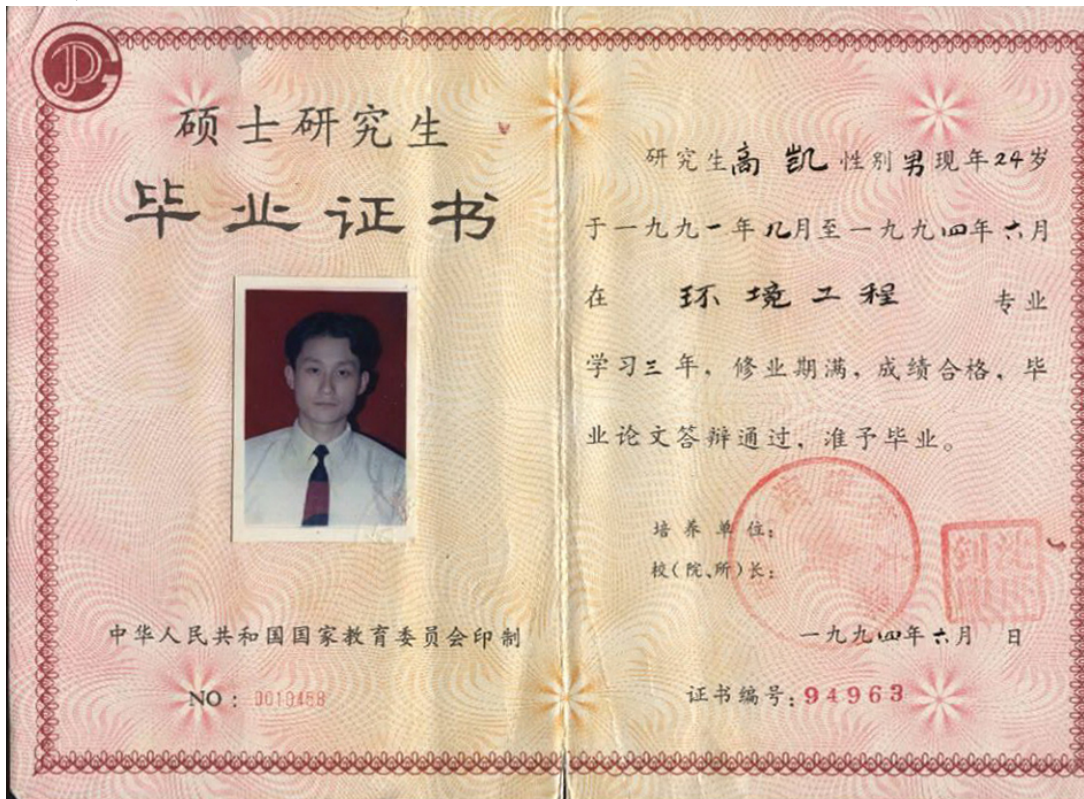 硕士研究生
毕业证书
中华人民共和国国家教育委员会印制
NO：0010468
研究生高凯性别男现年24岁
于一九九一年九月至一九九四年六月
在 环境工程 专业
学习三年，修业期满，成绩合格，毕
业论文答辩通过，准予毕业。
培养单位：
校（院、所）长：
一九九四年六月 日
证书编号：94963